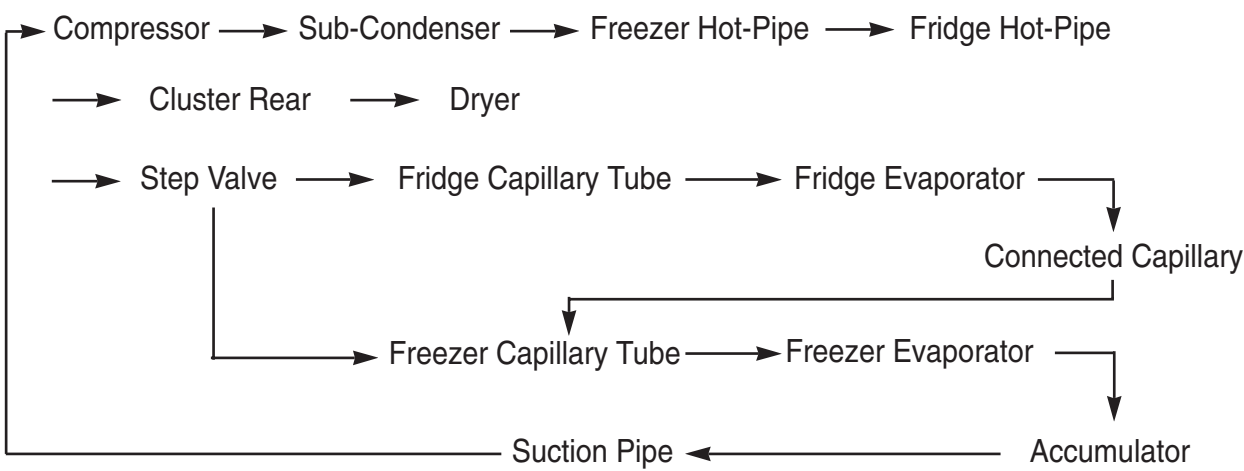 Compressor Sub-Condenser Freezer Hot-Pipe Fridge Hot-Pipe
Cluster Rear Dryer
Step Valve Fridge Capillary Tube Fridge Evaporator
Connected Capillary
Freezer Capillary Tube Freezer Evaporator
Suction Pipe Accumulator